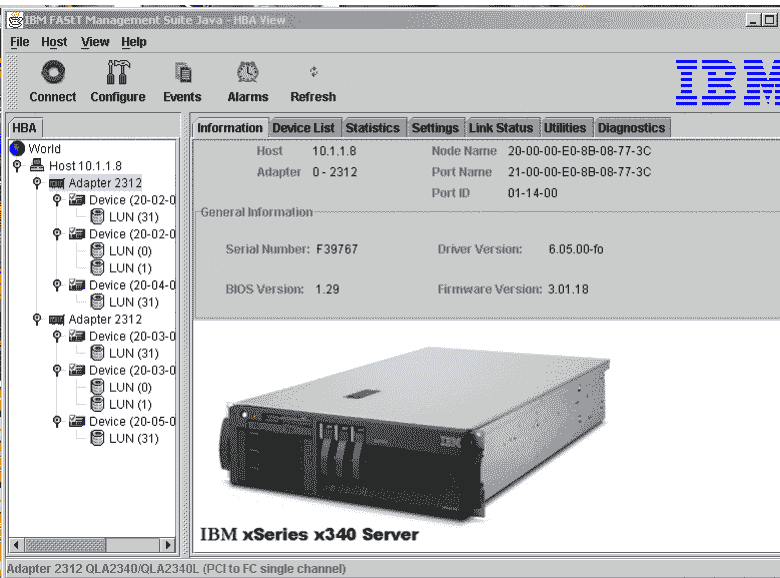 IBM FAStT Management Suite Java - HBA View
File Host View Help
Connect Configure Events Alarms Refresh
IBM
HBA
World
Host 10.1.1.8
Adapter 2312
Device (20-02-0
LUN (31)
Device (20-02-0
LUN (0)
LUN (1)
Device (20-04-0
LUN (31)
Adapter 2312
Device (20-03-0
LUN (31)
Device (20-03-0
LUN (0)
LUN (1)
Device (20-05-0
LUN (31)
Information Device List Statistics Settings Link Status Utilities Diagnostics
Host 10.1.1.8 Node Name 20-00-00-E0-8B-08-77-3C
Adapter 0 - 2312 Port Name 21-00-00-E0-8B-08-77-3C
Port ID 01-14-00
General Information
Serial Number: F39767 Driver Version: 6.05.00-fo
BIOS Version: 1.29 Firmware Version: 3.01.18
IBM
IBM xSeries x340 Server
Adapter 2312 QLA2340/QLA2340L (PCI to FC single channel)